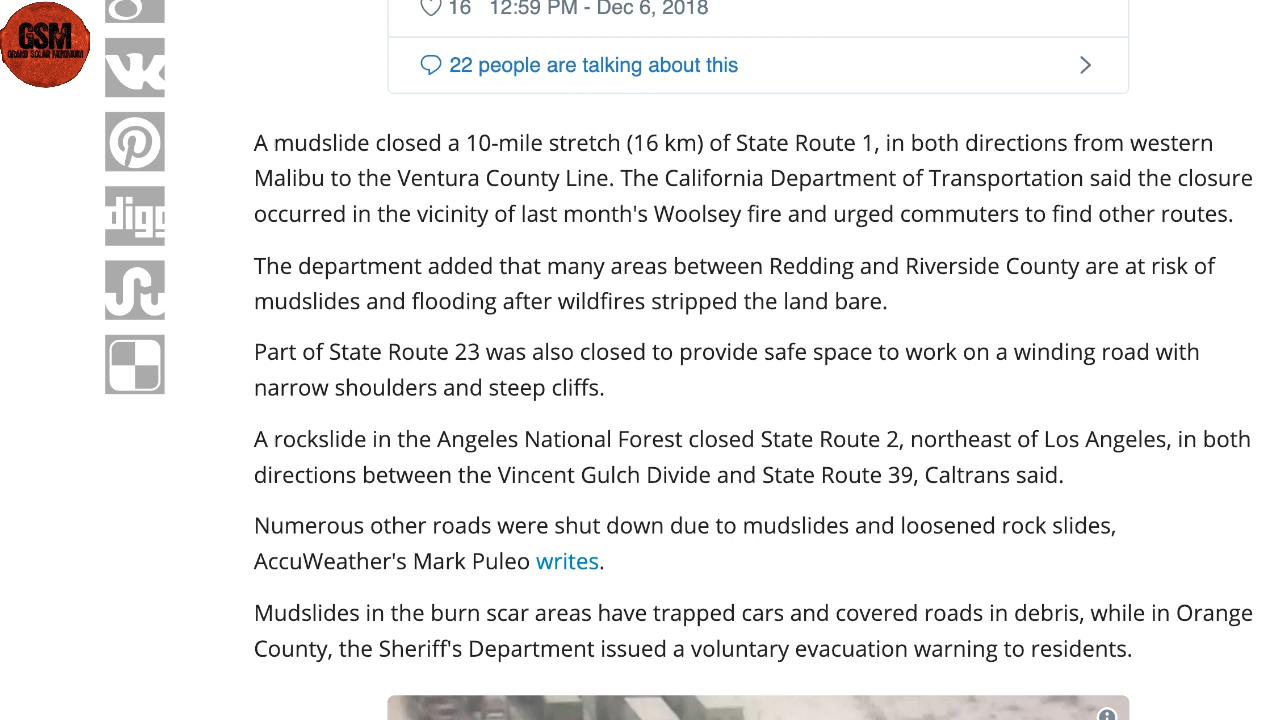 GSM
GRAND SOLAR MINIMUM
16 12:59 PM - Dec 6, 2018
22 people are talking about this
digg
A mudslide closed a 10-mile stretch (16 km) of State Route 1, in both directions from western
Malibu to the Ventura County Line. The California Department of Transportation said the closure
occurred in the vicinity of last month's Woolsey fire and urged commuters to find other routes.
The department added that many areas between Redding and Riverside County are at risk of
mudslides and flooding after wildfires stripped the land bare.
Part of State Route 23 was also closed to provide safe space to work on a winding road with
narrow shoulders and steep cliffs.
A rockslide in the Angeles National Forest closed State Route 2, northeast of Los Angeles, in both
directions between the Vincent Gulch Divide and State Route 39, Caltrans said.
Numerous other roads were shut down due to mudslides and loosened rock slides,
AccuWeather's Mark Puleo writes.
Mudslides in the burn scar areas have trapped cars and covered roads in debris, while in Orange
County, the Sheriff's Department issued a voluntary evacuation warning to residents.